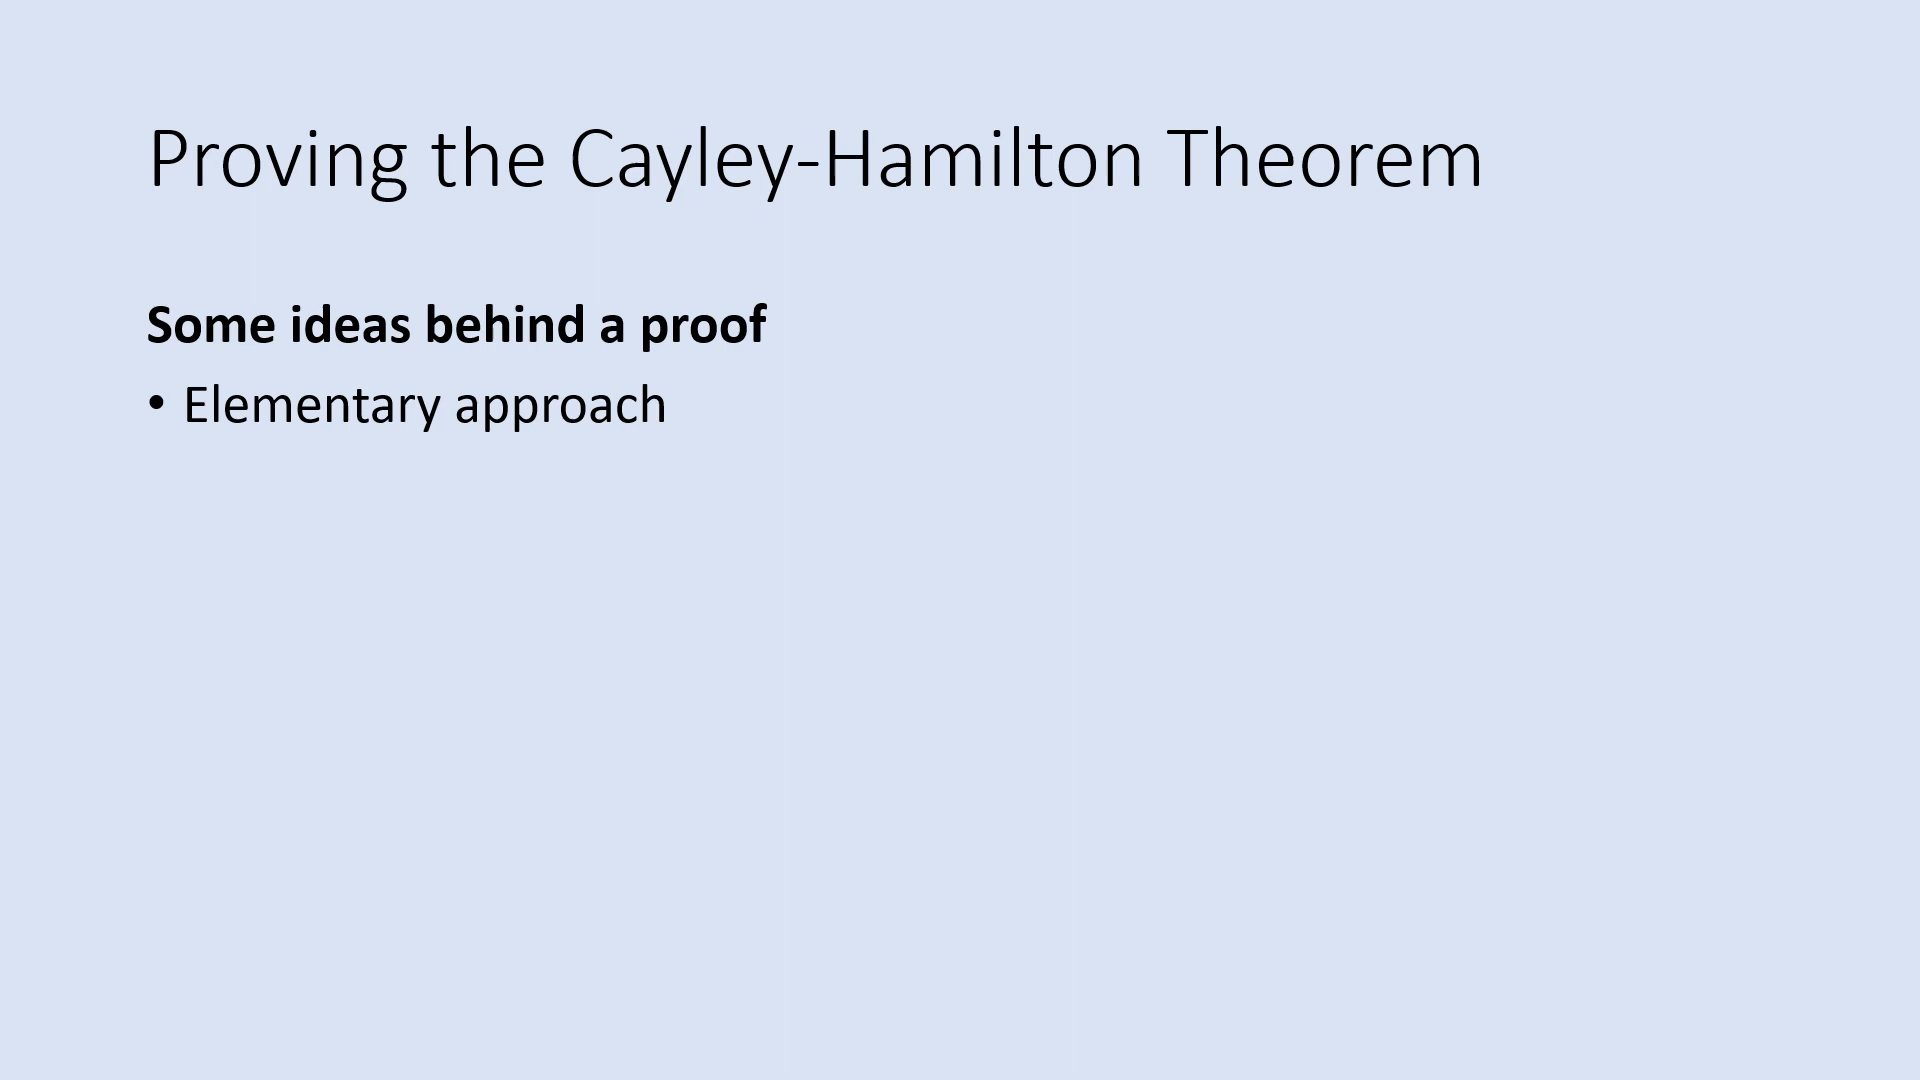 Proving the Cayley-Hamilton Theorem
Some ideas behind a proof
• Elementary approach